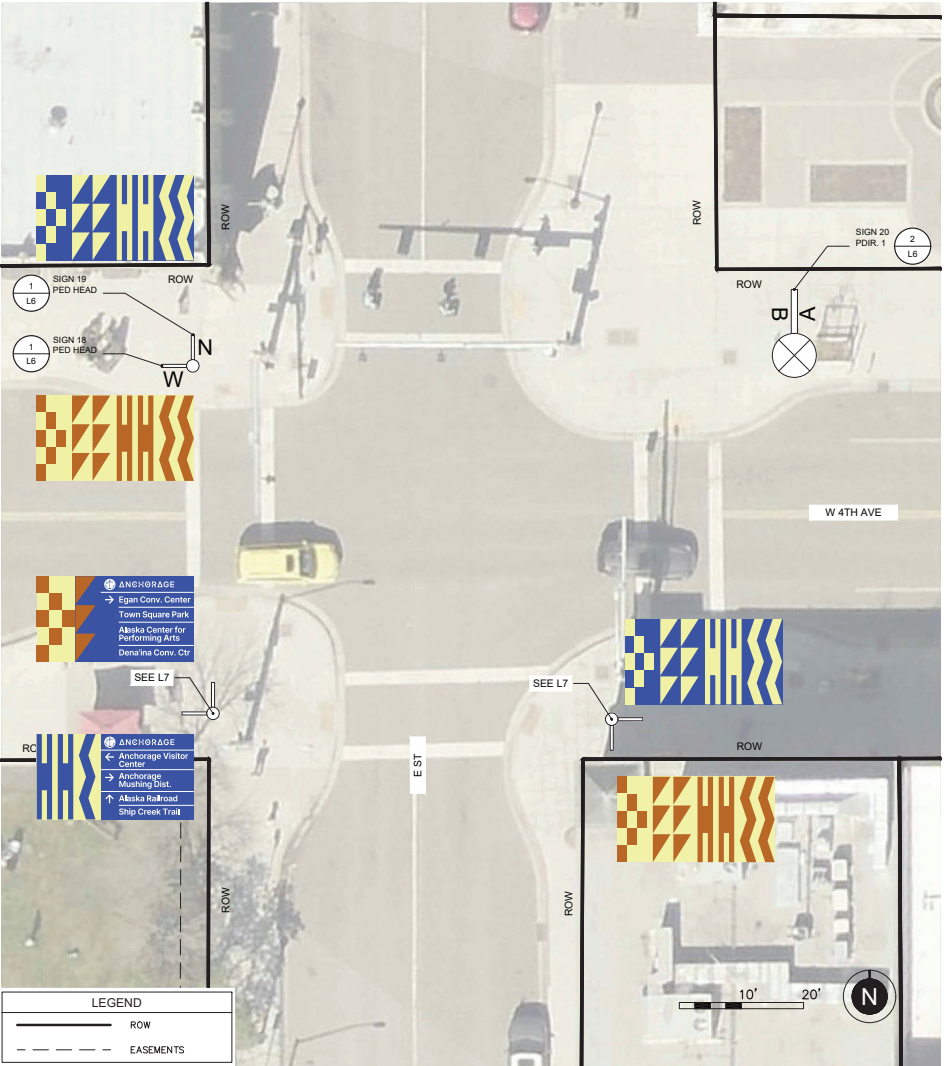 ROW
ROW
SIGN 20
PDIR. 1
2
L6
1
L6
SIGN 19
PED HEAD
ROW
ROW
B
A
1
L6
SIGN 18
PED HEAD
N
W
W 4TH AVE
ANCHORAGE
→ Egan Conv. Center
Town Square Park
Alaska Center for
Performing Arts
Dena'ina Conv. Ctr
SEE L7
SEE L7
ANCHORAGE
← Anchorage Visitor
Center
→ Anchorage
Mushing Dist.
↑ Alaska Railroad
Ship Creek Trail
ROW
E ST
ROW
ROW
10' 20'
N
LEGEND
ROW
EASEMENTS